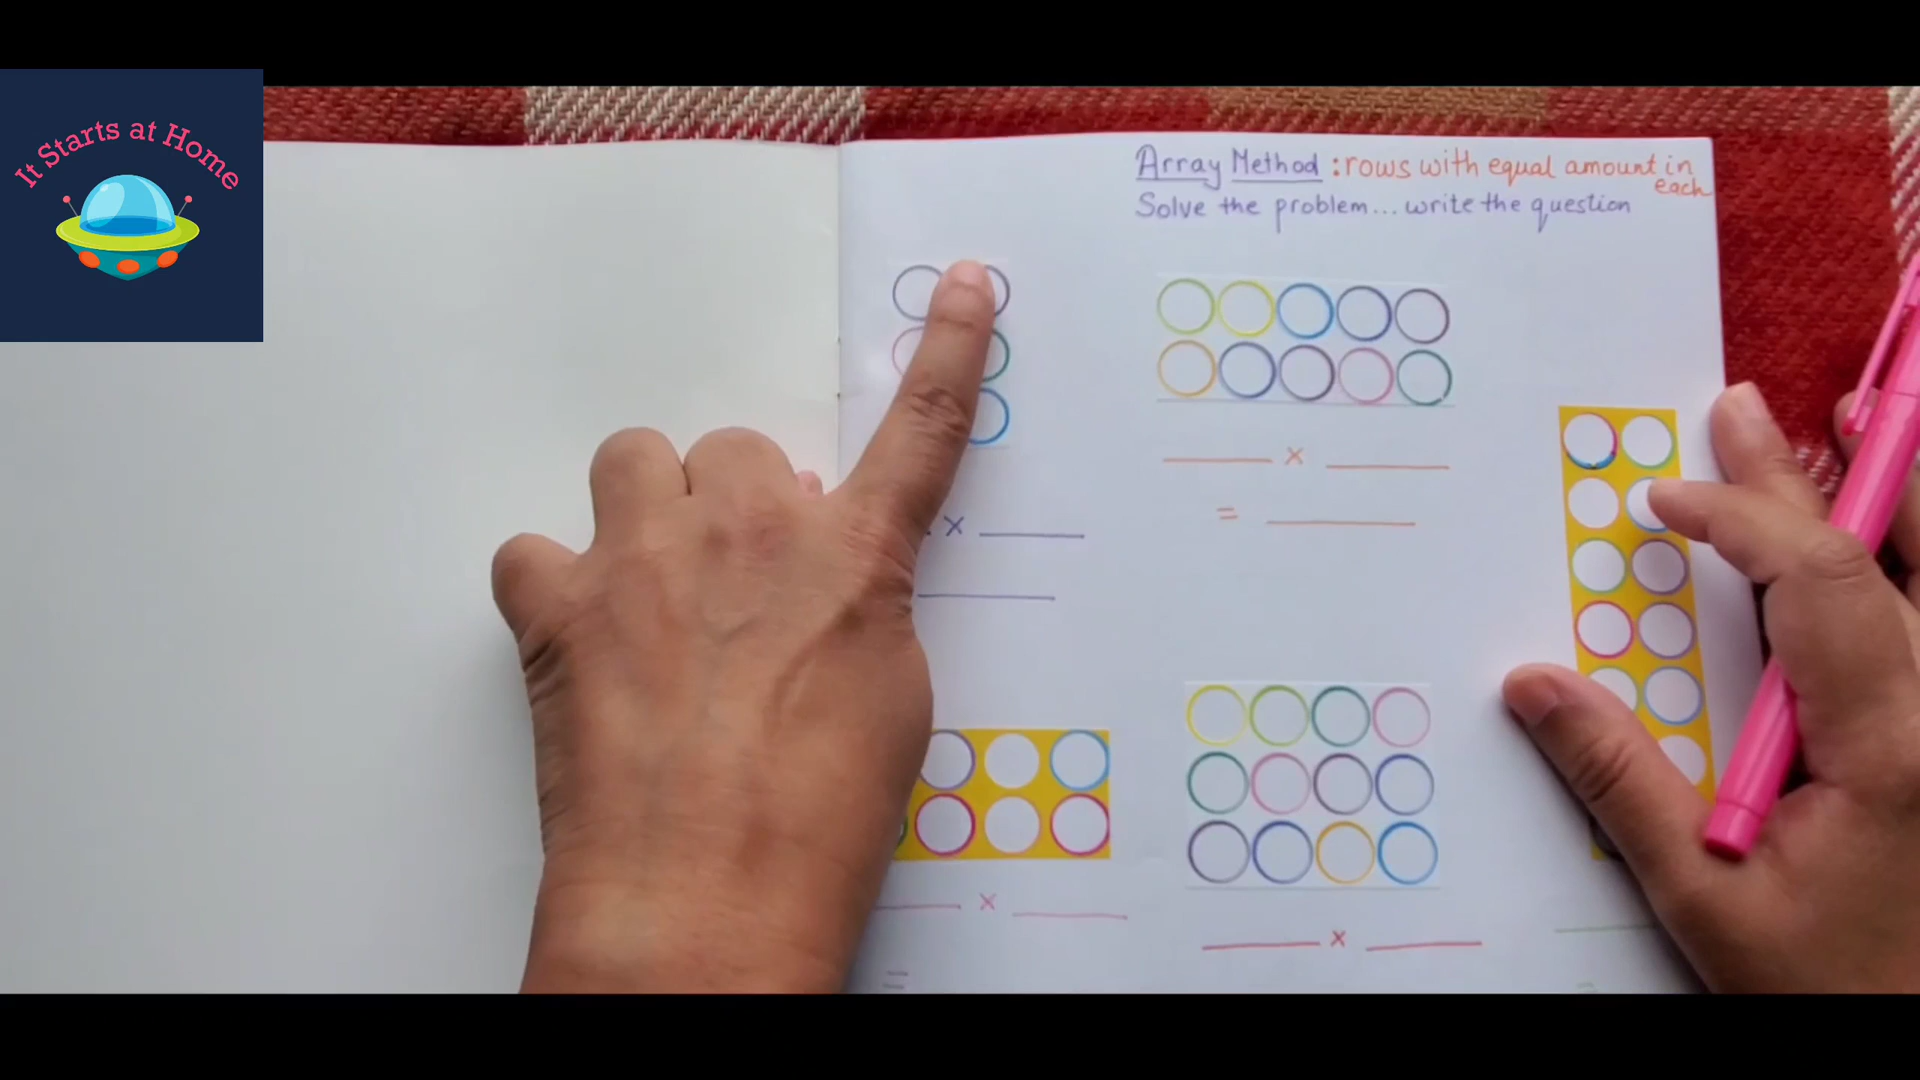 It Starts at Home
Array Method : rows with equal amount in
each
Solve the problem... write the question
x
=
x
x
x